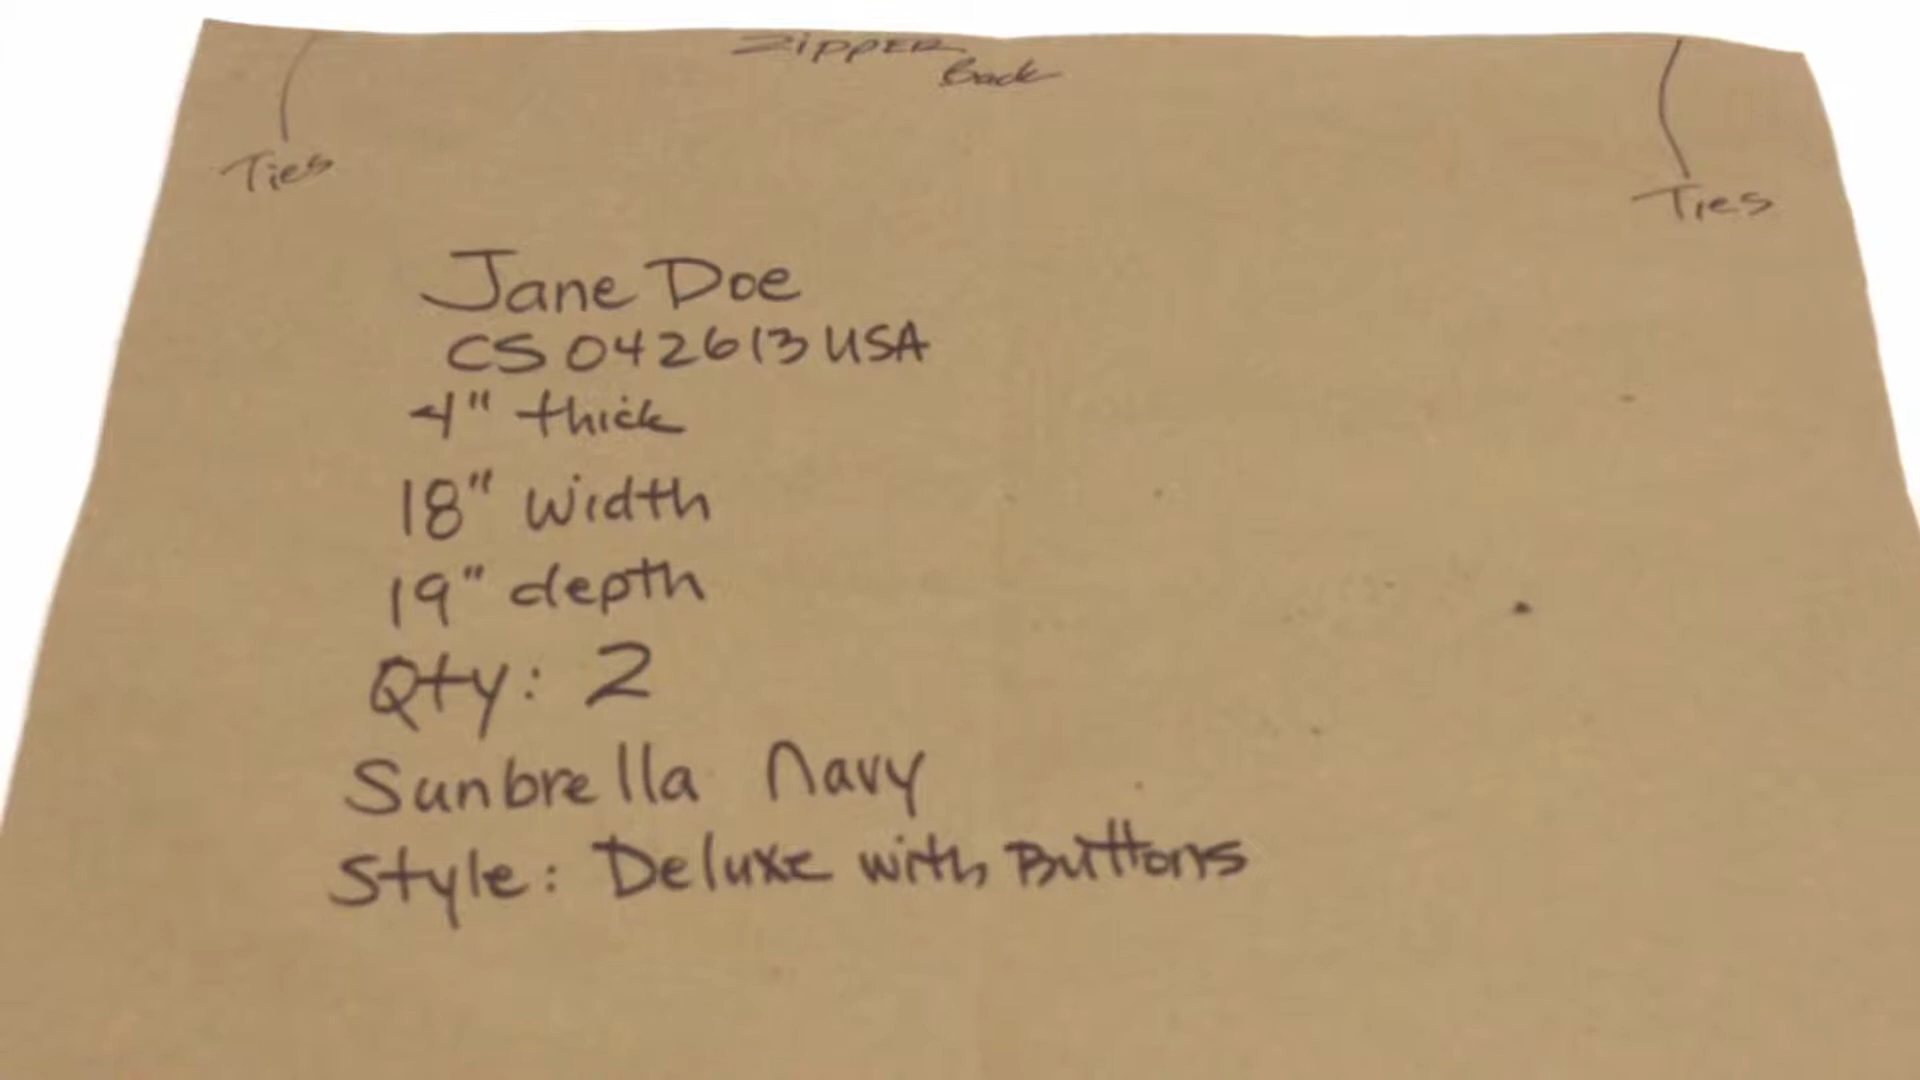 ZIPPER
Back
Ties
Ties
Jane Doe
CS 042613 USA
4" thick
18" width
19" depth
Qty: 2
Sunbrella navy
Style: Deluxe with Buttons